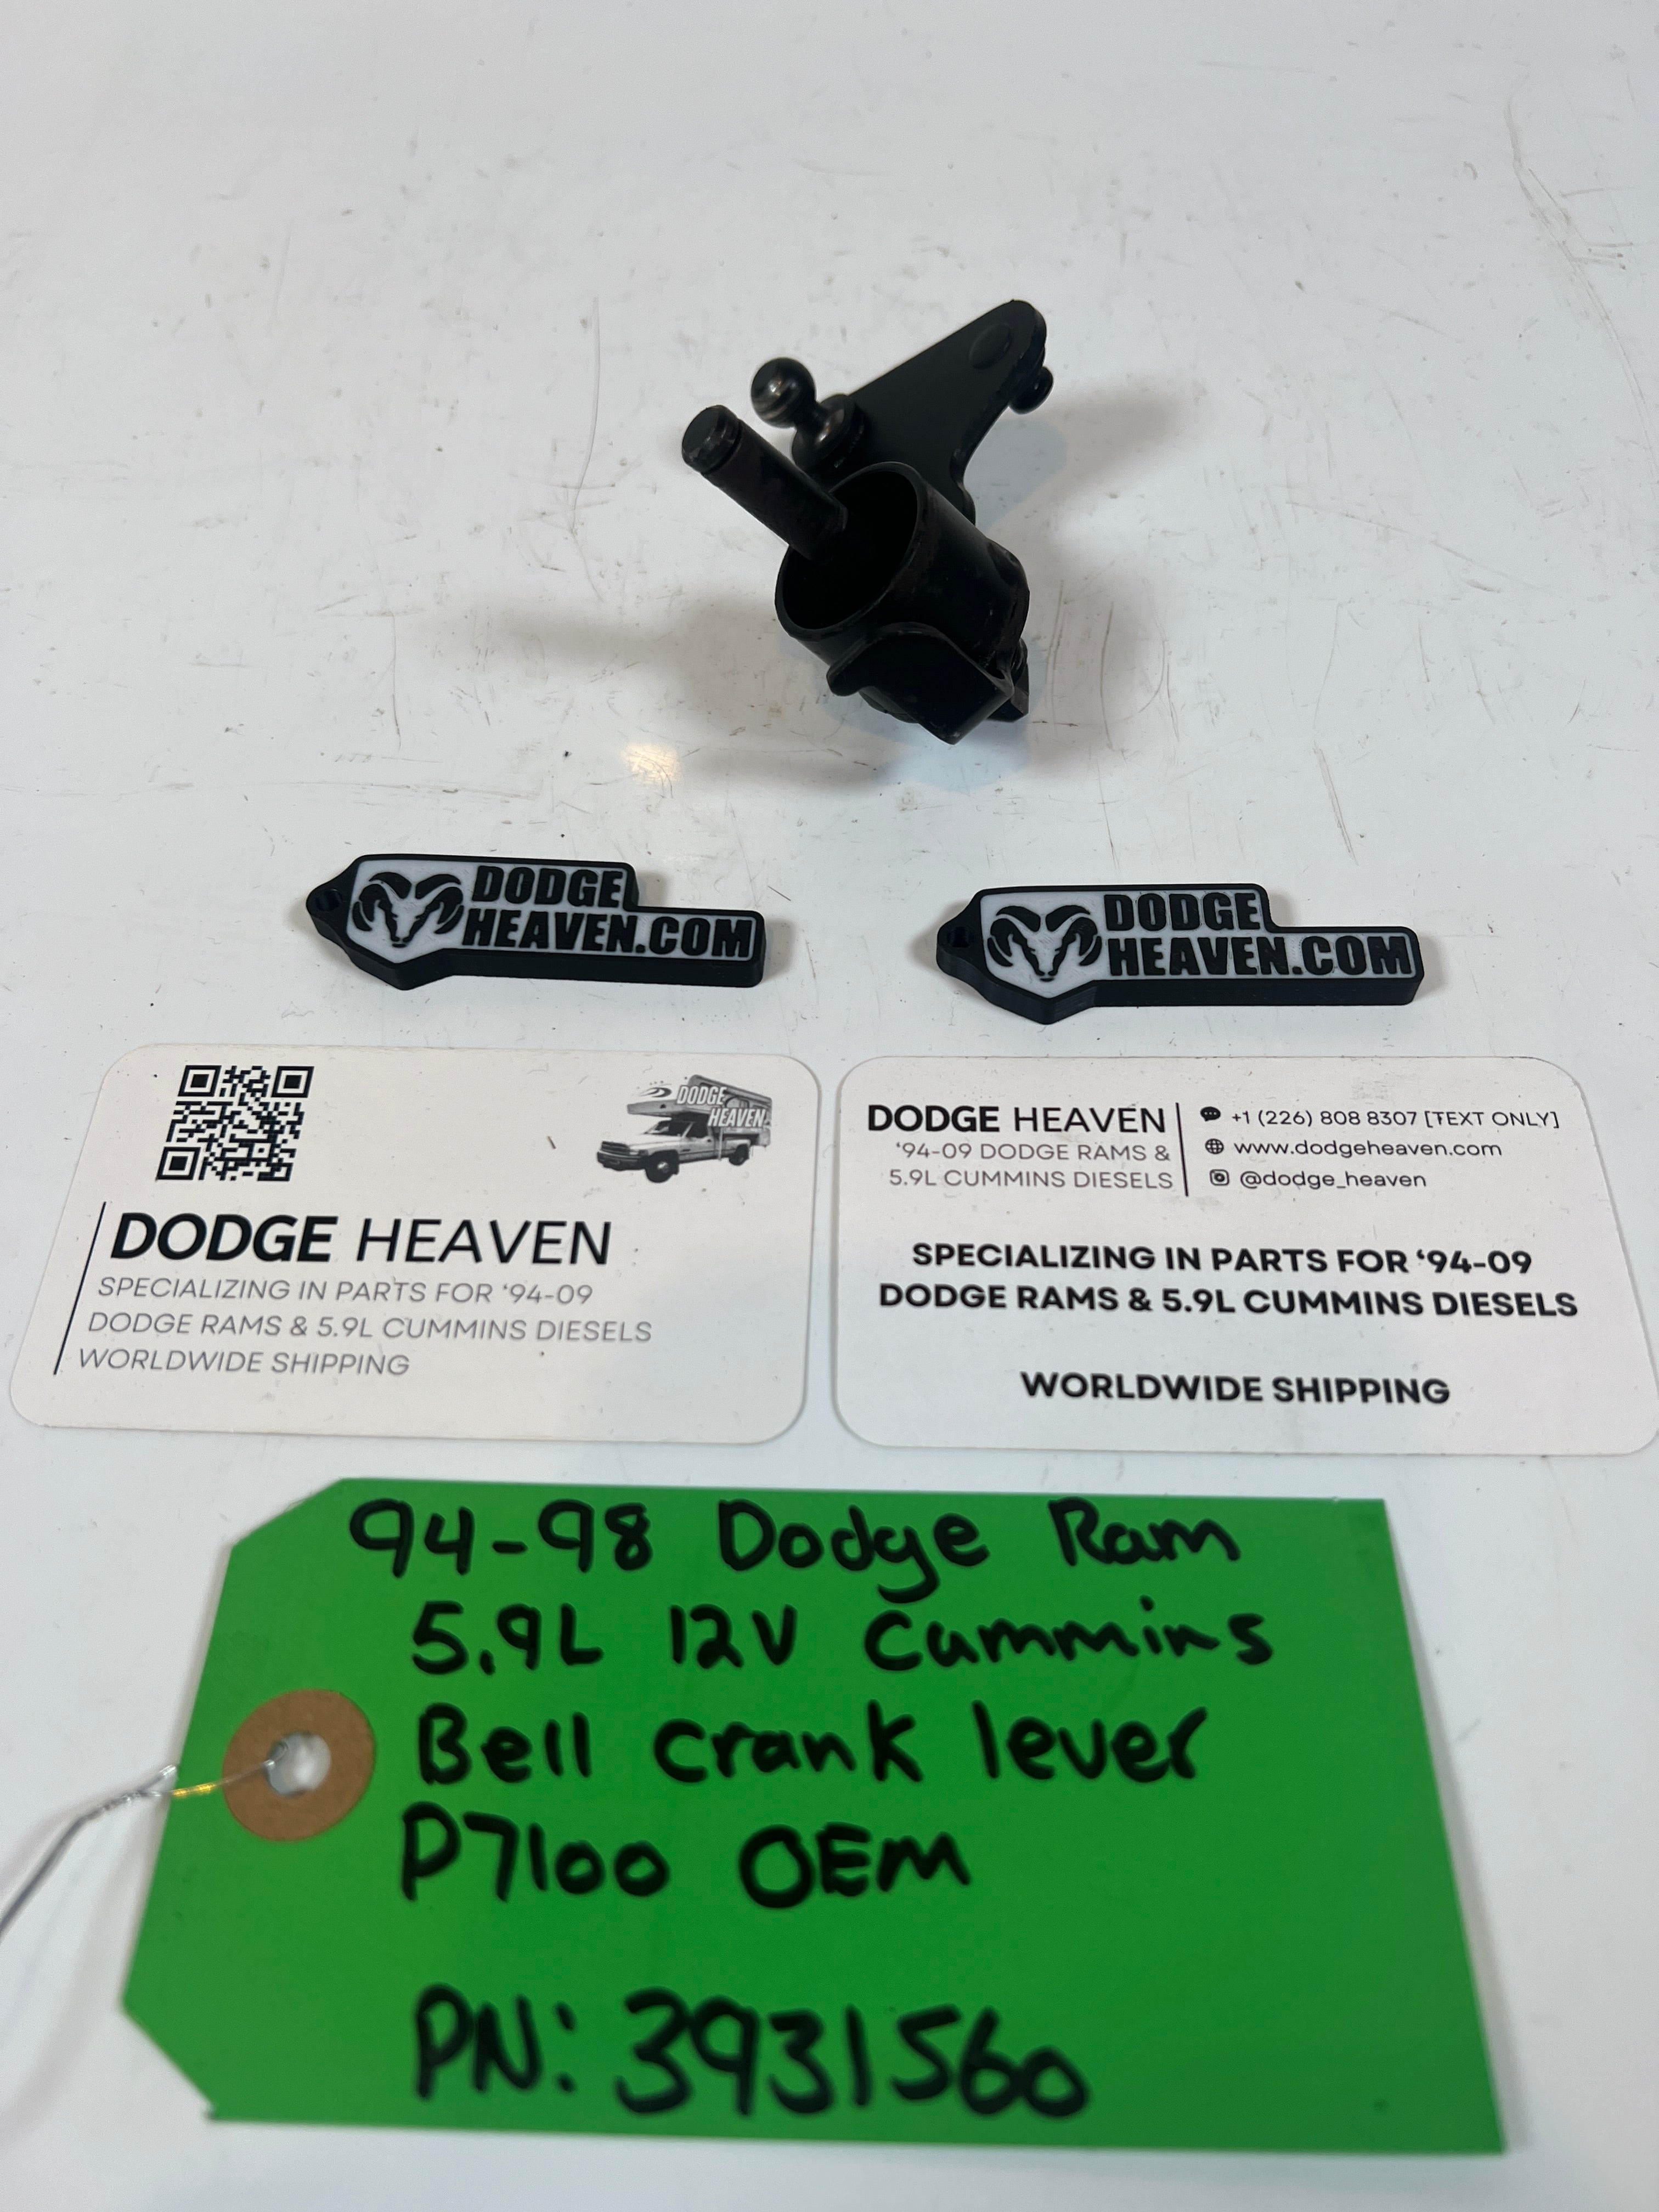 DODGE
HEAVEN.COM
DODGE
HEAVEN.COM
DODGE
HEAVEN
DODGE HEAVEN
SPECIALIZING IN PARTS FOR ‘94-09
DODGE RAMS & 5.9L CUMMINS DIESELS
WORLDWIDE SHIPPING
DODGE HEAVEN
‘94-09 DODGE RAMS &
5.9L CUMMINS DIESELS
+1 (226) 808 8307 [TEXT ONLY]
www.dodgeheaven.com
@dodge_heaven
SPECIALIZING IN PARTS FOR ‘94-09
DODGE RAMS & 5.9L CUMMINS DIESELS
WORLDWIDE SHIPPING
94-98 Dodge Ram
5.9L 12V Cummins
Bell crank lever
P7100 OEM
PN: 3931560